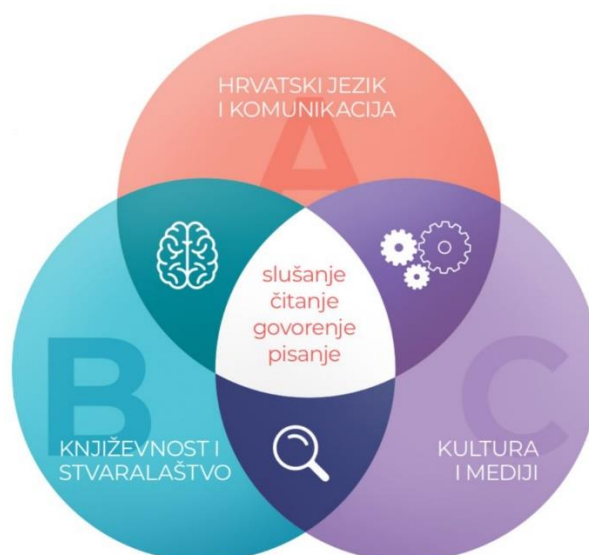 HRVATSKI JEZIK
I KOMUNIKACIJA
A
slušanje
čitanje
govorenje
pisanje
B
KNJIŽEVNOST I
STVARALAŠTVO
C
KULTURA
I MEDIJI